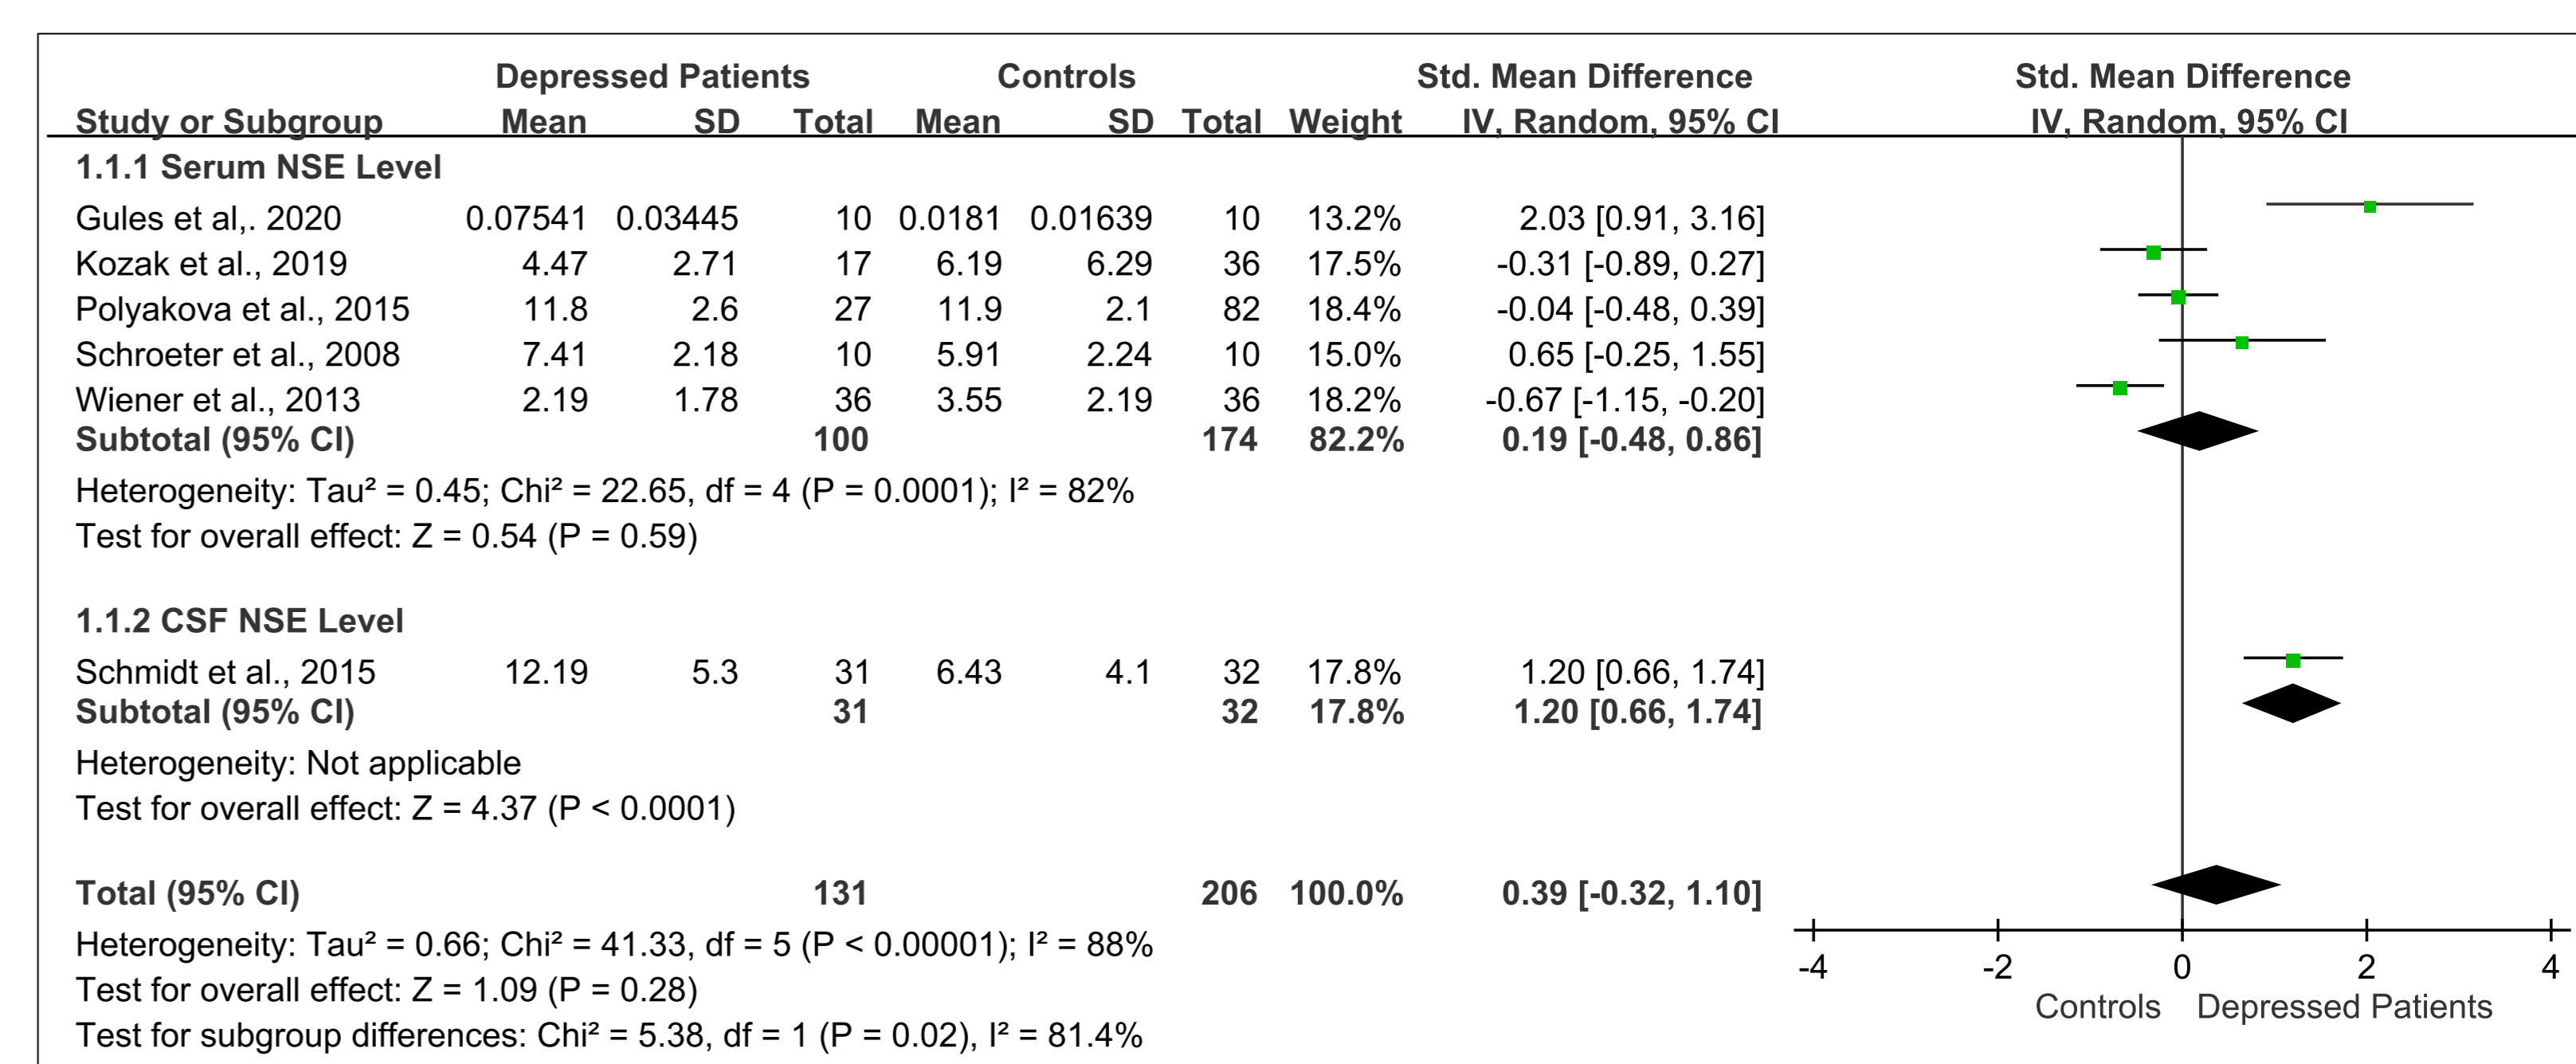 Depressed Patients Controls Std. Mean Difference Std. Mean Difference
Study or Subgroup Mean SD Total Mean SD Total Weight IV, Random, 95% CI IV, Random, 95% CI
1.1.1 Serum NSE Level
Gules et al,. 2020 0.07541 0.03445 10 0.0181 0.01639 10 13.2% 2.03 [0.91, 3.16]
Kozak et al., 2019 4.47 2.71 17 6.19 6.29 36 17.5% -0.31 [-0.89, 0.27]
Polyakova et al., 2015 11.8 2.6 27 11.9 2.1 82 18.4% -0.04 [-0.48, 0.39]
Schroeter et al., 2008 7.41 2.18 10 5.91 2.24 10 15.0% 0.65 [-0.25, 1.55]
Wiener et al., 2013 2.19 1.78 36 3.55 2.19 36 18.2% -0.67 [-1.15, -0.20]
Subtotal (95% CI) 100 174 82.2% 0.19 [-0.48, 0.86]
Heterogeneity: Tau² = 0.45; Chi² = 22.65, df = 4 (P = 0.0001); I² = 82%
Test for overall effect: Z = 0.54 (P = 0.59)
1.1.2 CSF NSE Level
Schmidt et al., 2015 12.19 5.3 31 6.43 4.1 32 17.8% 1.20 [0.66, 1.74]
Subtotal (95% CI) 31 32 17.8% 1.20 [0.66, 1.74]
Heterogeneity: Not applicable
Test for overall effect: Z = 4.37 (P < 0.0001)
Total (95% CI) 131 206 100.0% 0.39 [-0.32, 1.10]
Heterogeneity: Tau² = 0.66; Chi² = 41.33, df = 5 (P < 0.00001); I² = 88%
Test for overall effect: Z = 1.09 (P = 0.28)
Test for subgroup differences: Chi² = 5.38, df = 1 (P = 0.02), I² = 81.4%
-4 -2 0 2 4
Controls Depressed Patients